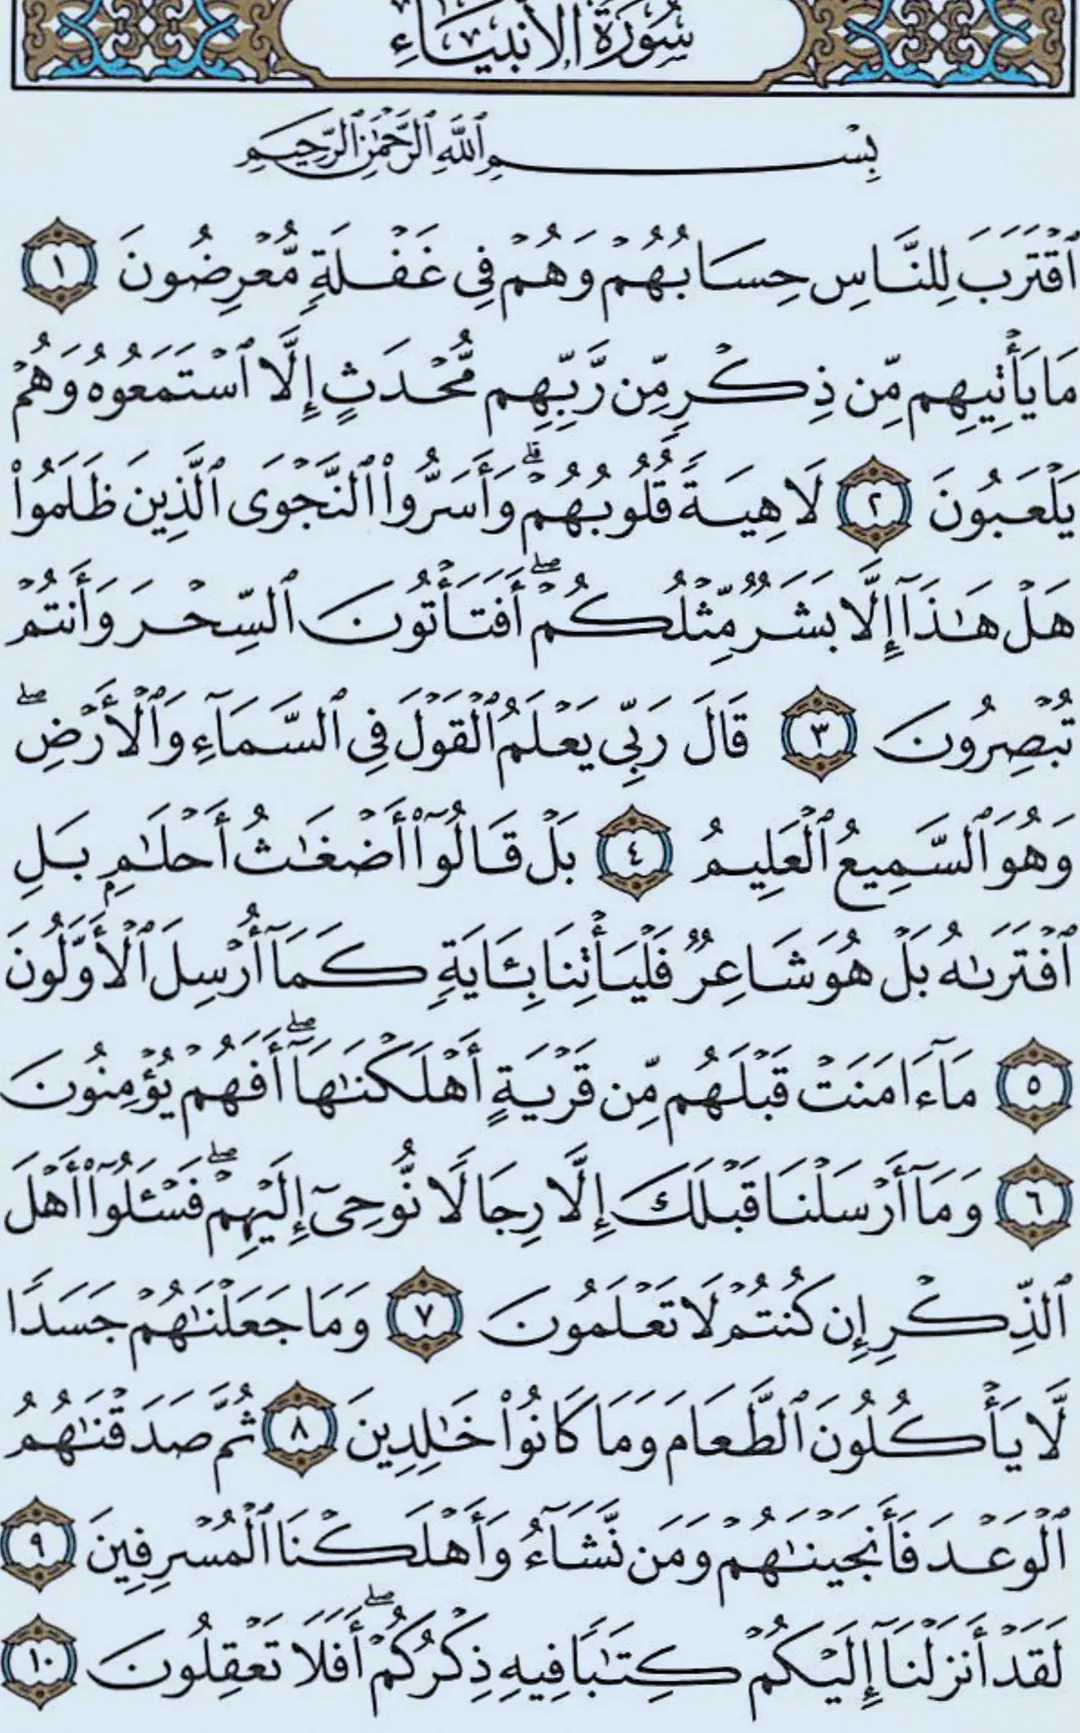 سُورَةُ الأَنبِيَاءِ
بِسْمِ ٱللَّهِ ٱلرَّحْمَٰنِ ٱلرَّحِيمِ
ٱقْتَرَبَ لِلنَّاسِ حِسَابُهُمْ وَهُمْ فِى غَفْلَةٍ مُّعْرِضُونَ ١
مَا يَأْتِيهِم مِّن ذِكْرٍ مِّن رَّبِّهِم مُّحْدَثٍ إِلَّا ٱسْتَمَعُوهُ وَهُمْ
يَلْعَبُونَ ٢ لَاهِيَةً قُلُوبُهُمْ ۗ وَأَسَرُّوا۟ ٱلنَّجْوَى ٱلَّذِينَ ظَلَمُوا۟
هَلْ هَٰذَآ إِلَّا بَشَرٌ مِّثْلُكُمْ ۖ أَفَتَأْتُونَ ٱلسِّحْرَ وَأَنتُمْ
تُبْصِرُونَ ٣ قَالَ رَبِّى يَعْلَمُ ٱلْقَوْلَ فِى ٱلسَّمَآءِ وَٱلْأَرْضِ ۖ
وَهُوَ ٱلسَّمِيعُ ٱلْعَلِيمُ ٤ بَلْ قَالُوٓا۟ أَضْغَٰثُ أَحْلَٰمٍۭ بَلِ
ٱفْتَرَىٰهُ بَلْ هُوَ شَاعِرٌ فَلْيَأْتِنَا بِـَٔايَةٍ كَمَآ أُرْسِلَ ٱلْأَوَّلُونَ
٥ مَآ ءَامَنَتْ قَبْلَهُم مِّن قَرْيَةٍ أَهْلَكْنَٰهَآ ۖ أَفَهُمْ يُؤْمِنُونَ
٦ وَمَآ أَرْسَلْنَا قَبْلَكَ إِلَّا رِجَالًا نُّوحِىٓ إِلَيْهِمْ ۖ فَسْـَٔلُوٓا۟ أَهْلَ
ٱلذِّكْرِ إِن كُنتُمْ لَا تَعْلَمُونَ ٧ وَمَا جَعَلْنَٰهُمْ جَسَدًا
لَّا يَأْكُلُونَ ٱلطَّعَامَ وَمَا كَانُوا۟ خَٰلِدِينَ ٨ ثُمَّ صَدَقْنَٰهُمُ
ٱلْوَعْدَ فَأَنجَيْنَٰهُمْ وَمَن نَّشَآءُ وَأَهْلَكْنَا ٱلْمُسْرِفِينَ ٩
لَقَدْ أَنزَلْنَآ إِلَيْكُمْ كِتَٰبًا فِيهِ ذِكْرُكُمْ ۖ أَفَلَا تَعْقِلُونَ ١٠